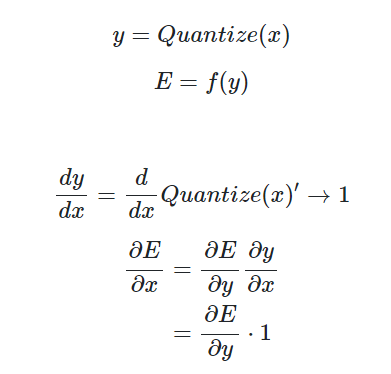 y = Quantize(x)
E = f(y)
dy/dx = d/dx Quantize(x)′ → 1
∂E/∂x = ∂E/∂y ∂y/∂x
= ∂E/∂y · 1